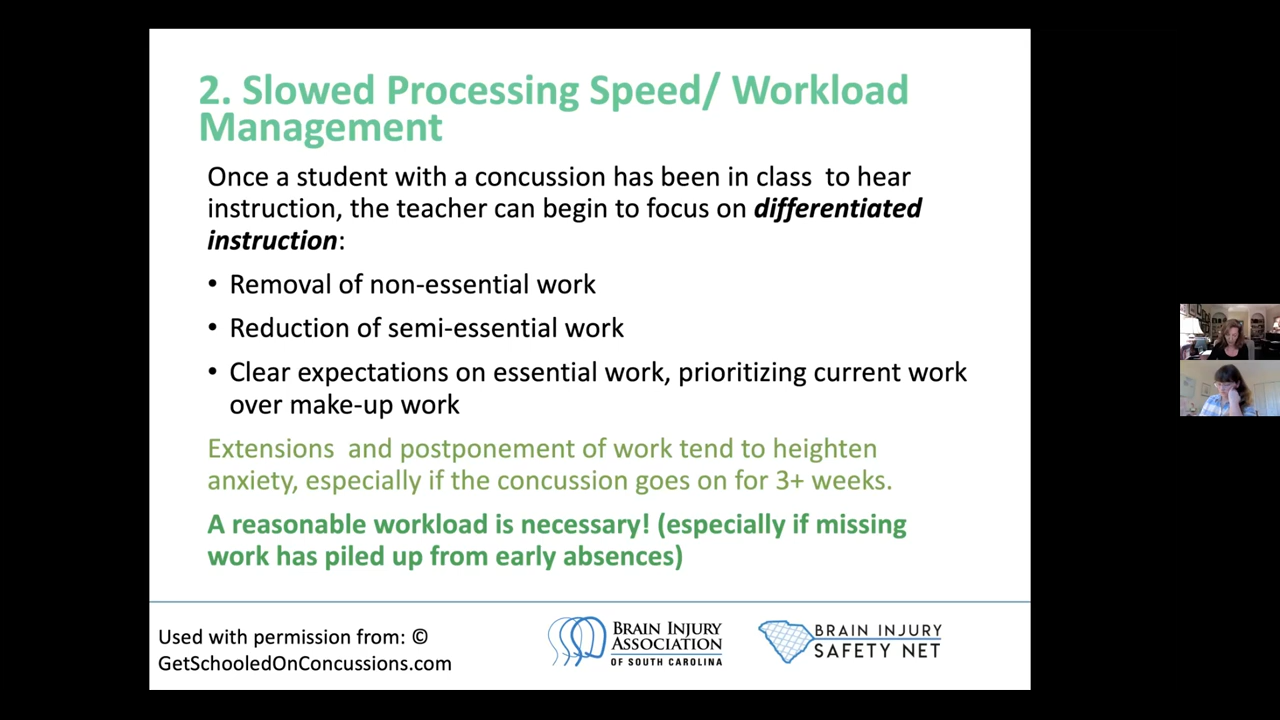 2. Slowed Processing Speed/ Workload
Management
Once a student with a concussion has been in class  to hear
instruction, the teacher can begin to focus on differentiated
instruction:
• Removal of non-essential work
• Reduction of semi-essential work
• Clear expectations on essential work, prioritizing current work
over make-up work
Extensions  and postponement of work tend to heighten
anxiety, especially if the concussion goes on for 3+ weeks.
A reasonable workload is necessary! (especially if missing
work has piled up from early absences)
Used with permission from: ©
GetSchooledOnConcussions.com
BRAIN INJURY
ASSOCIATION
OF SOUTH CAROLINA
BRAIN INJURY
SAFETY NET